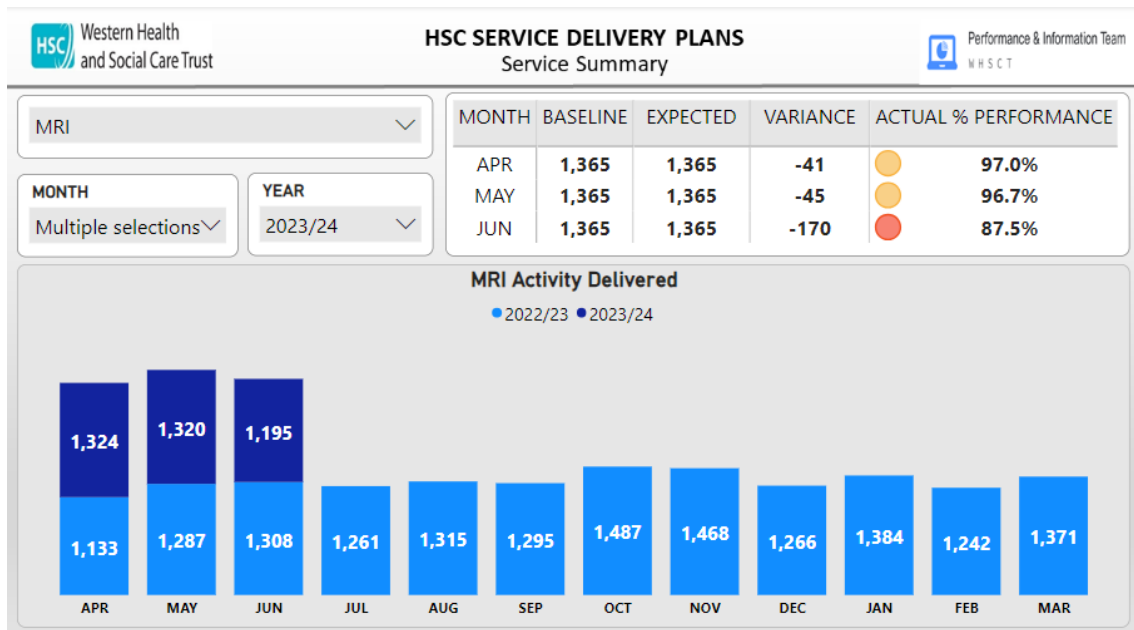 HSC
Western Health
and Social Care Trust
HSC SERVICE DELIVERY PLANS
Service Summary
Performance & Information Team
WHSCT
MRI
MONTH
Multiple selections
YEAR
2023/24
MONTH BASELINE EXPECTED VARIANCE ACTUAL % PERFORMANCE
APR 1,365 1,365 -41 97.0%
MAY 1,365 1,365 -45 96.7%
JUN 1,365 1,365 -170 87.5%
MRI Activity Delivered
2022/23 2023/24
1,324 1,320 1,195
1,133 1,287 1,308 1,261 1,315 1,295 1,487 1,468 1,266 1,384 1,242 1,371
APR MAY JUN JUL AUG SEP OCT NOV DEC JAN FEB MAR